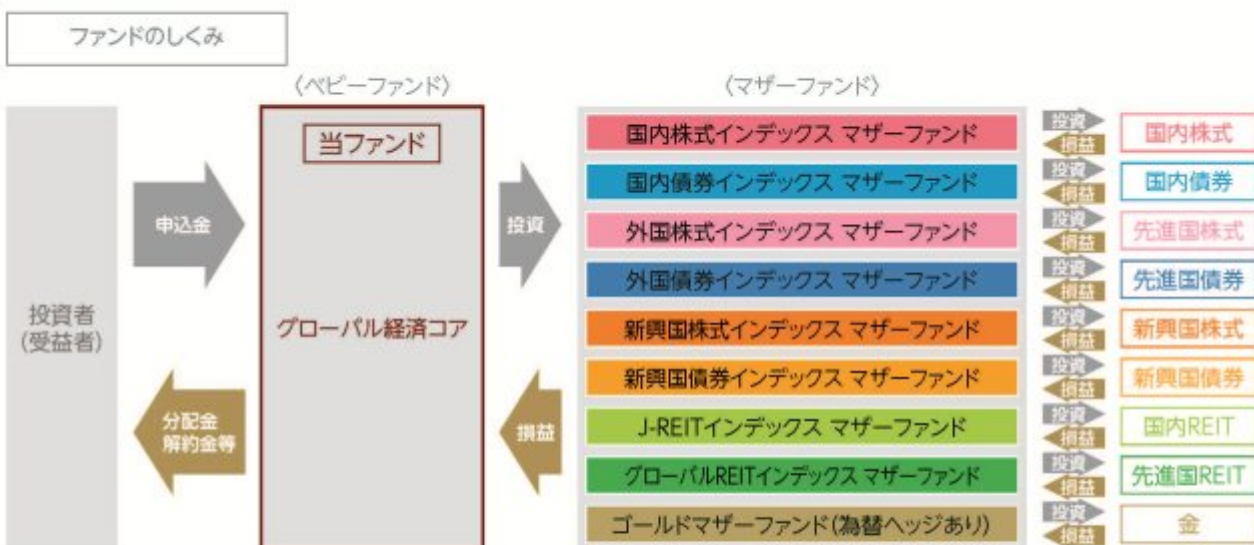 ファンドのしくみ
〈ベビーファンド〉
〈マザーファンド〉
投資者
(受益者)
申込金
分配金
解約金等
当ファンド
グローバル経済コア
投資
損益
国内株式インデックス マザーファンド
投資
損益
国内株式
国内債券インデックス マザーファンド
投資
損益
国内債券
外国株式インデックス マザーファンド
投資
損益
先進国株式
外国債券インデックス マザーファンド
投資
損益
先進国債券
新興国株式インデックス マザーファンド
投資
損益
新興国株式
新興国債券インデックス マザーファンド
投資
損益
新興国債券
J-REITインデックス マザーファンド
投資
損益
国内REIT
グローバルREITインデックス マザーファンド
投資
損益
先進国REIT
ゴールドマザーファンド(為替ヘッジあり)
投資
損益
金